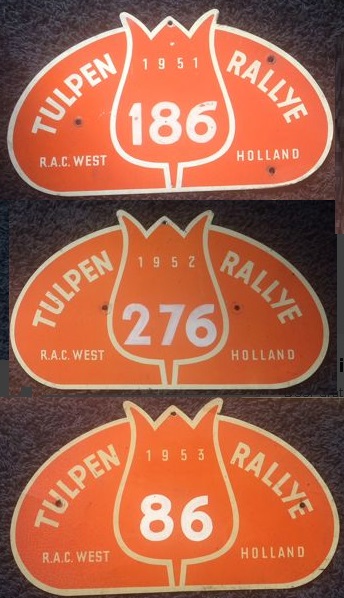 TULPEN RALLYE
1951
186
R.A.C. WEST HOLLAND
TULPEN RALLYE
1952
276
R.A.C. WEST HOLLAND
TULPEN RALLYE
1953
86
R.A.C. WEST HOLLAND